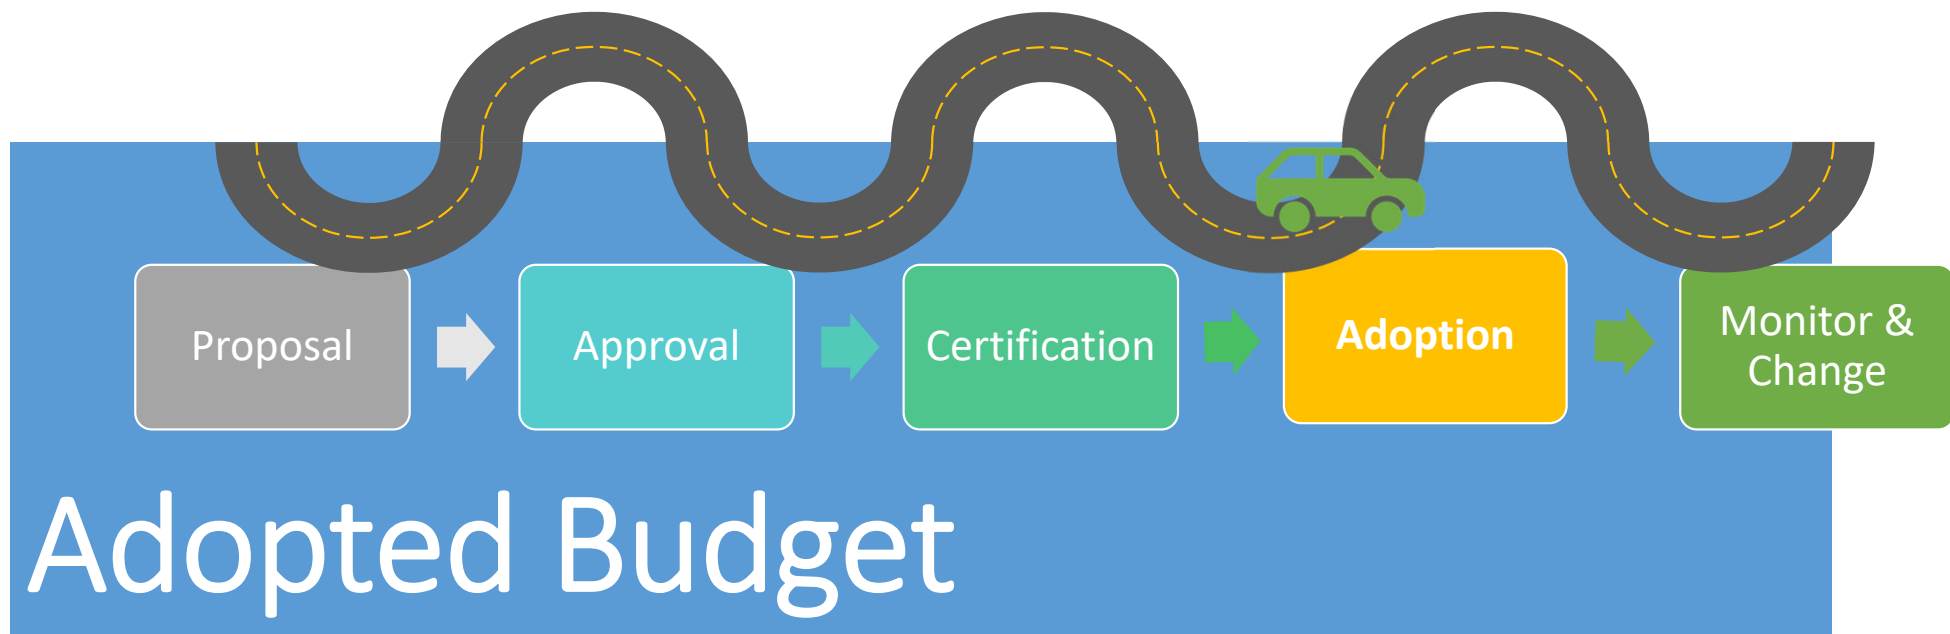 Proposal
Approval
Certification
Adoption
Monitor &
Change
Adopted Budget